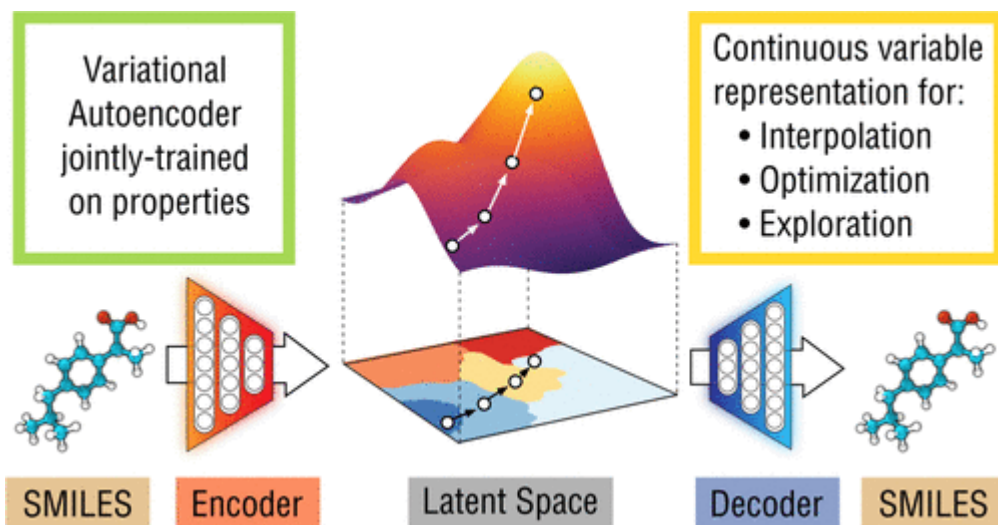 Variational
Autoencoder
jointly-trained
on properties
Continuous variable
representation for:
• Interpolation
• Optimization
• Exploration
SMILES
Encoder
Latent Space
Decoder
SMILES